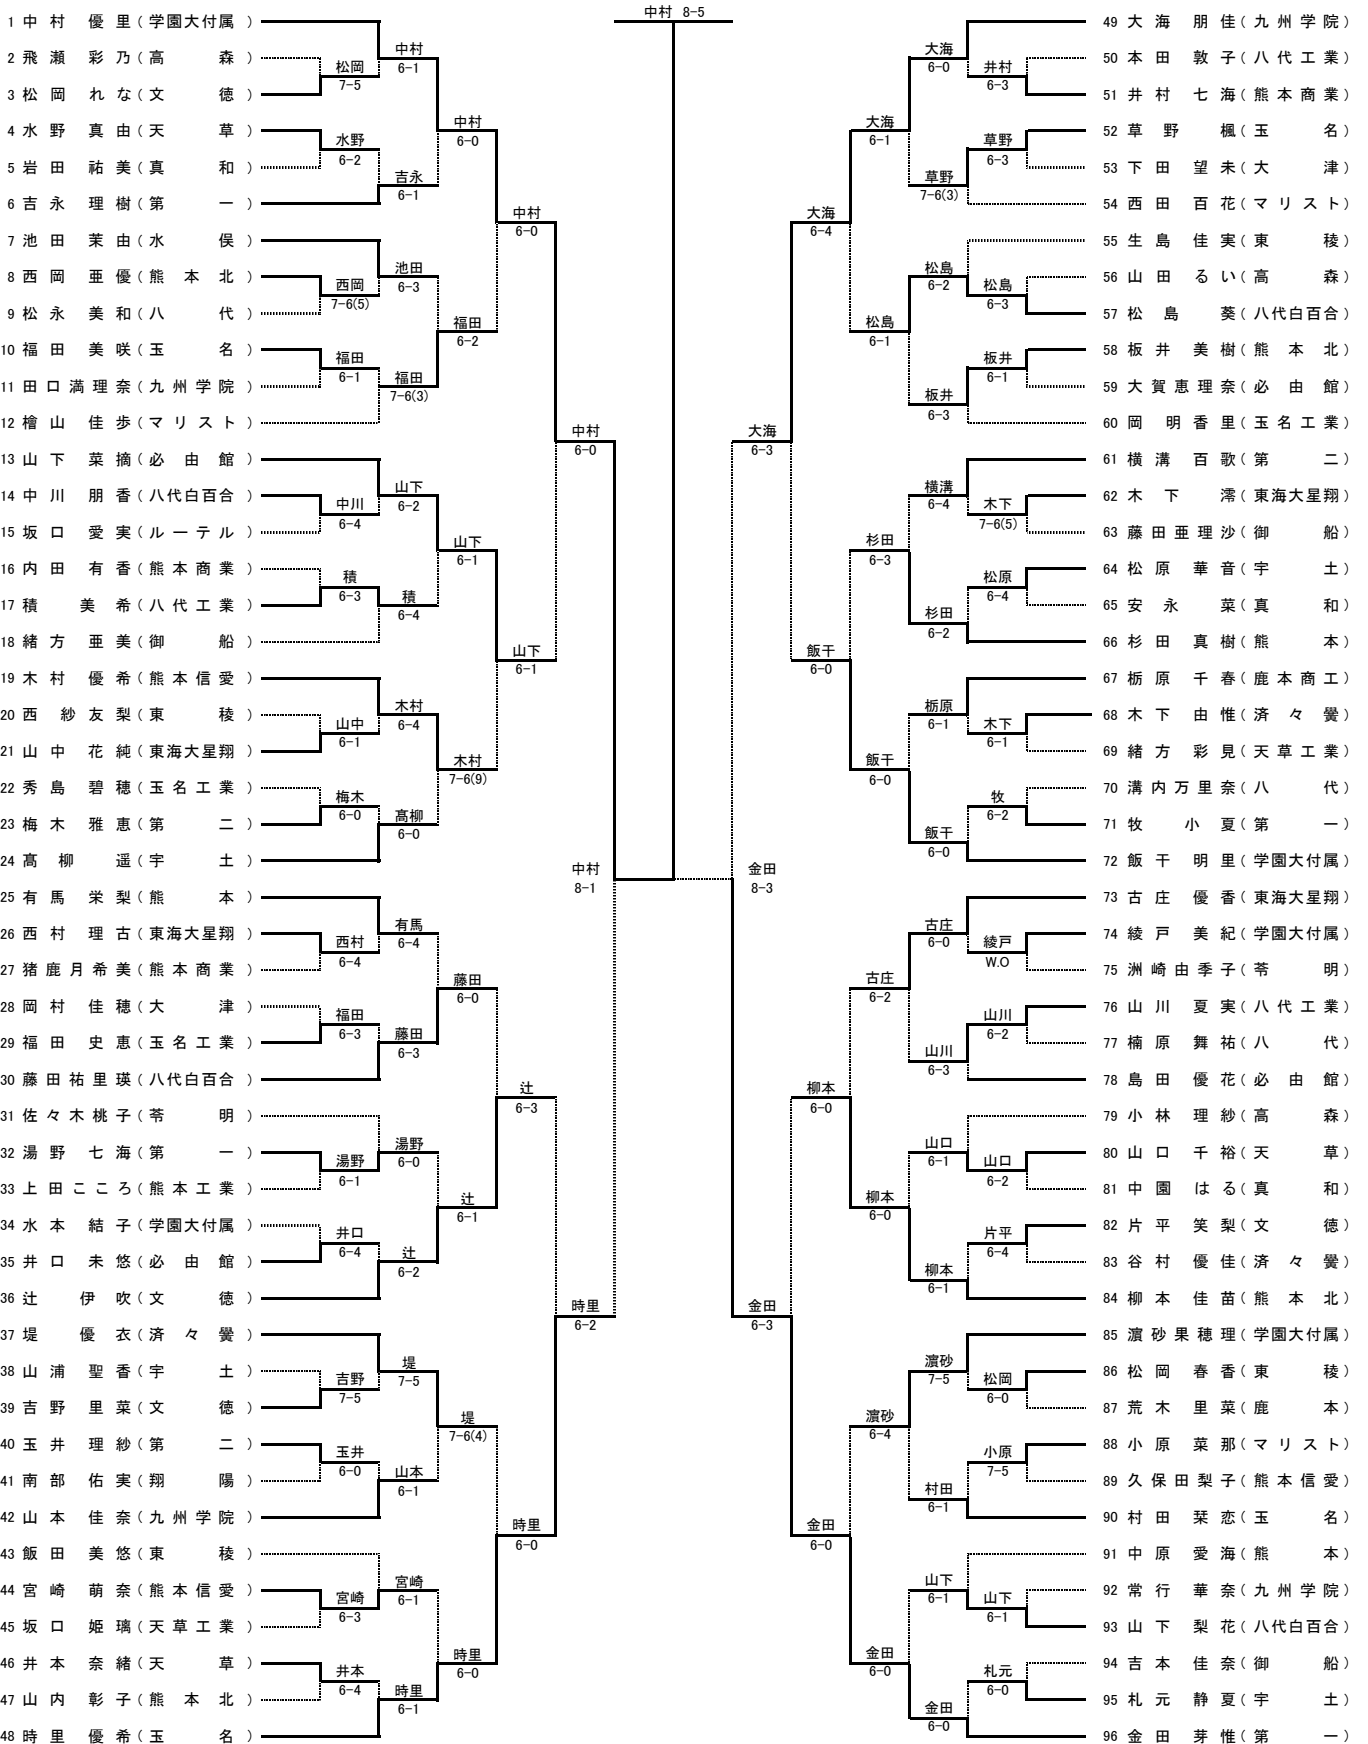 中村 8-5
1 中村 優里(学園大付属)
2 飛瀬 彩乃(高森)
3 松岡 れな(文徳)
4 水野 真由(天草)
5 岩田 祐美(真和)
6 吉永 理樹(第一)
7 池田 茉由(水俣)
8 西岡 亜優(熊本北)
9 松永 美和(八代)
10 福田 美咲(玉名)
11 田口満理奈(九州学院)
12 檜山 佳歩(マリスト)
13 山下 菜摘(必由館)
14 中川 朋香(八代白百合)
15 坂口 愛実(ルーテル)
16 内田 有香(熊本商業)
17 積 美希(八代工業)
18 緒方 亜美(御船)
19 木村 優希(熊本信愛)
20 西 紗友梨(東稜)
21 山中 花純(東海大星翔)
22 秀島 碧穂(玉名工業)
23 梅木 雅恵(第二)
24 髙柳 遥(宇土)
25 有馬 栄梨(熊本)
26 西村 理古(東海大星翔)
27 猪鹿月希美(熊本商業)
28 岡村 佳穂(大津)
29 福田 史恵(玉名工業)
30 藤田祐里瑛(八代白百合)
31 佐々木桃子(苓明)
32 湯野 七海(第一)
33 上田こころ(熊本工業)
34 水本 結子(学園大付属)
35 井口 未悠(必由館)
36 辻 伊吹(文徳)
37 堤 優衣(済々黌)
38 山浦 聖香(宇土)
39 吉野 里菜(文徳)
40 玉井 理紗(第二)
41 南部 佑実(翔陽)
42 山本 佳奈(九州学院)
43 飯田 美悠(東稜)
44 宮崎 萌奈(熊本信愛)
45 坂口 姫璃(天草工業)
46 井本 奈緒(天草)
47 山内 彰子(熊本北)
48 時里 優希(玉名)
松岡
7-5
水野
6-2
西岡
7-6(5)
福田
6-1
中川
6-4
積
6-3
山中
6-1
梅木
6-0
西村
6-4
福田
6-3
湯野
6-1
井口
6-4
吉野
7-5
玉井
6-0
宮崎
6-3
井本
6-4
中村
6-1
吉永
6-1
池田
6-3
福田
7-6(3)
山下
6-2
積
6-4
木村
6-4
髙柳
6-0
有馬
6-4
藤田
6-3
湯野
6-0
辻
6-2
堤
7-5
山本
6-1
宮崎
6-1
時里
6-1
中村
6-0
福田
6-2
山下
6-1
木村
7-6(9)
藤田
6-0
辻
6-1
堤
7-6(4)
時里
6-0
中村
6-0
山下
6-1
辻
6-3
時里
6-0
中村
6-0
時里
6-2
中村
8-1
金田
8-3
大海
6-3
金田
6-3
大海
6-4
飯干
6-0
柳本
6-0
金田
6-0
大海
6-1
松島
6-1
杉田
6-3
飯干
6-0
古庄
6-2
柳本
6-0
濵砂
6-4
金田
6-0
大海
6-0
草野
7-6(3)
松島
6-2
板井
6-3
横溝
6-4
杉田
6-2
栃原
6-1
飯干
6-0
古庄
6-0
山川
6-3
山口
6-1
柳本
6-1
濵砂
7-5
村田
6-1
山下
6-1
金田
6-0
井村
6-3
草野
6-3
松島
6-3
板井
6-1
木下
7-6(5)
松原
6-4
木下
6-1
牧
6-2
綾戸
W.O
山川
6-2
山口
6-2
片平
6-4
松岡
6-0
小原
7-5
山下
6-1
札元
6-0
49 大海 朋佳(九州学院)
50 本田 敦子(八代工業)
51 井村 七海(熊本商業)
52 草野 楓(玉名)
53 下田 望未(大津)
54 西田 百花(マリスト)
55 生島 佳実(東稜)
56 山田 るい(高森)
57 松島 葵(八代白百合)
58 板井 美樹(熊本北)
59 大賀恵理奈(必由館)
60 岡 明香里(玉名工業)
61 横溝 百歌(第二)
62 木下 澪(東海大星翔)
63 藤田亜理沙(御船)
64 松原 華音(宇土)
65 安永 菜(真和)
66 杉田 真樹(熊本)
67 栃原 千春(鹿本商工)
68 木下 由惟(済々黌)
69 緒方 彩見(天草工業)
70 溝内万里奈(八代)
71 牧 小夏(第一)
72 飯干 明里(学園大付属)
73 古庄 優香(東海大星翔)
74 綾戸 美紀(学園大付属)
75 洲崎由季子(苓明)
76 山川 夏実(八代工業)
77 楠原 舞祐(八代)
78 島田 優花(必由館)
79 小林 理紗(高森)
80 山口 千裕(天草)
81 中園 はる(真和)
82 片平 笑梨(文徳)
83 谷村 優佳(済々黌)
84 柳本 佳苗(熊本北)
85 濵砂果穂理(学園大付属)
86 松岡 春香(東稜)
87 荒木 里菜(鹿本)
88 小原 菜那(マリスト)
89 久保田梨子(熊本信愛)
90 村田 栞恋(玉名)
91 中原 愛海(熊本)
92 常行 華奈(九州学院)
93 山下 梨花(八代白百合)
94 吉本 佳奈(御船)
95 札元 静夏(宇土)
96 金田 芽惟(第一)